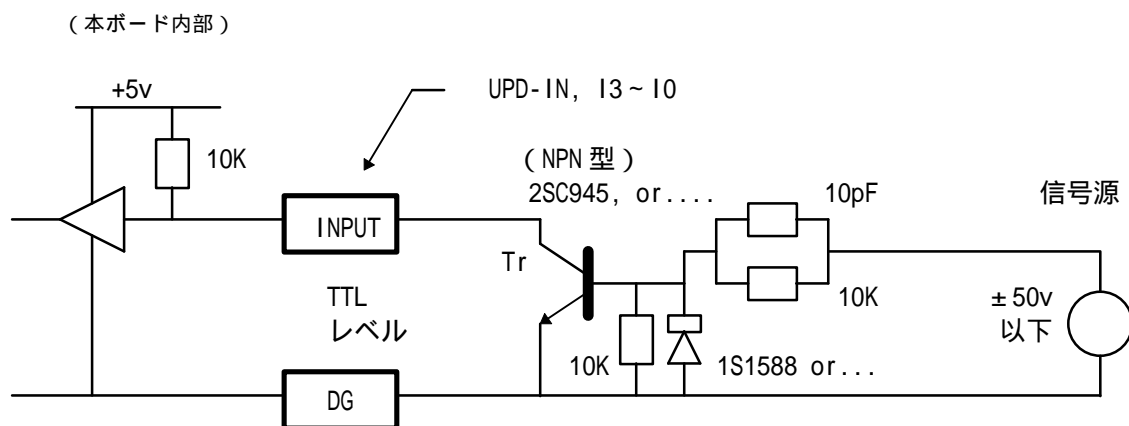 (本ボード内部)
+5v
UPD-IN, I3~I0
10K
(NPN 型)
2SC945, or....
10pF
信号源
INPUT
Tr
TTL
レベル
10K
±50v
以下
10K
1S1588 or...
DG